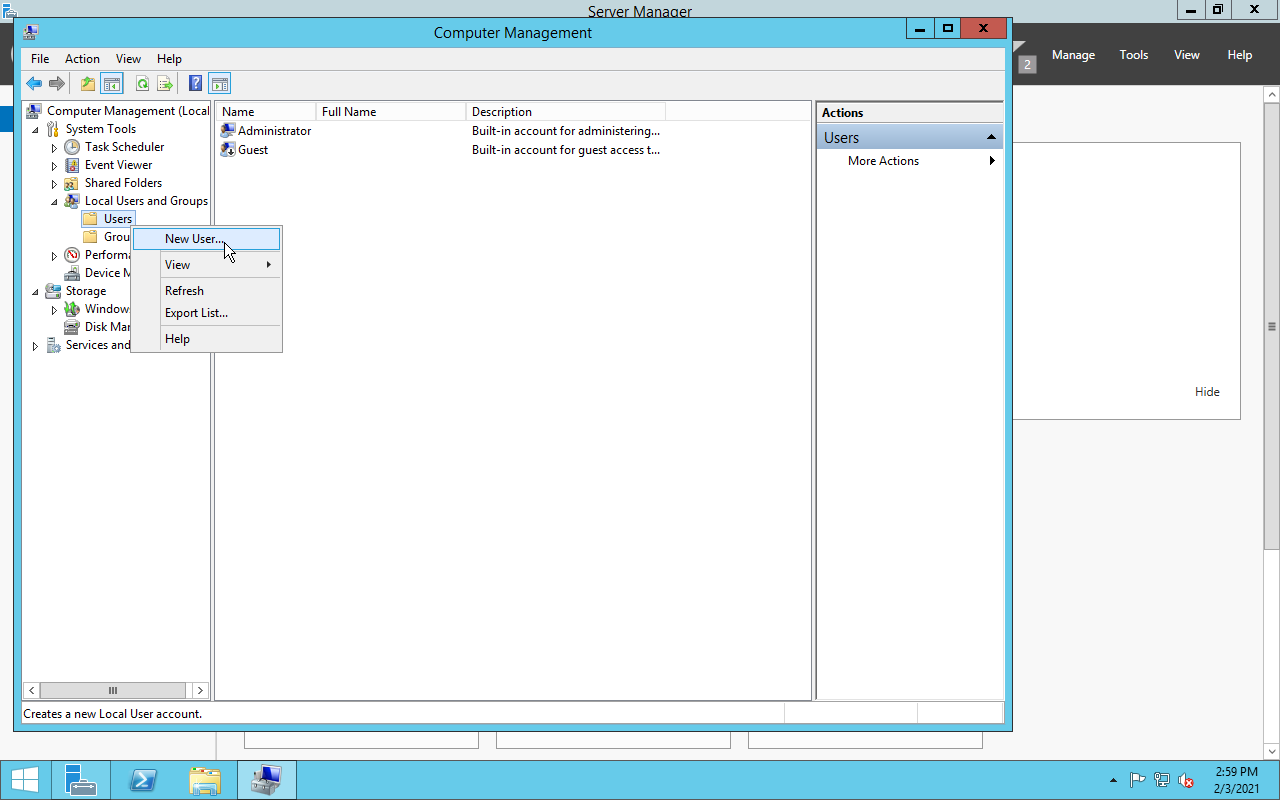 Server Manager
Computer Management
File Action View Help
2 Manage Tools View Help
Computer Management (Local
System Tools
Task Scheduler
Event Viewer
Shared Folders
Local Users and Groups
Users
Grou
Performa
Device M
Storage
Window
Disk Mar
Services and
New User...
View
Refresh
Export List...
Help
Name Full Name Description
Administrator Built-in account for administering...
Guest Built-in account for guest access t...
Actions
Users
More Actions
Hide
Creates a new Local User account.
2:59 PM
2/3/2021